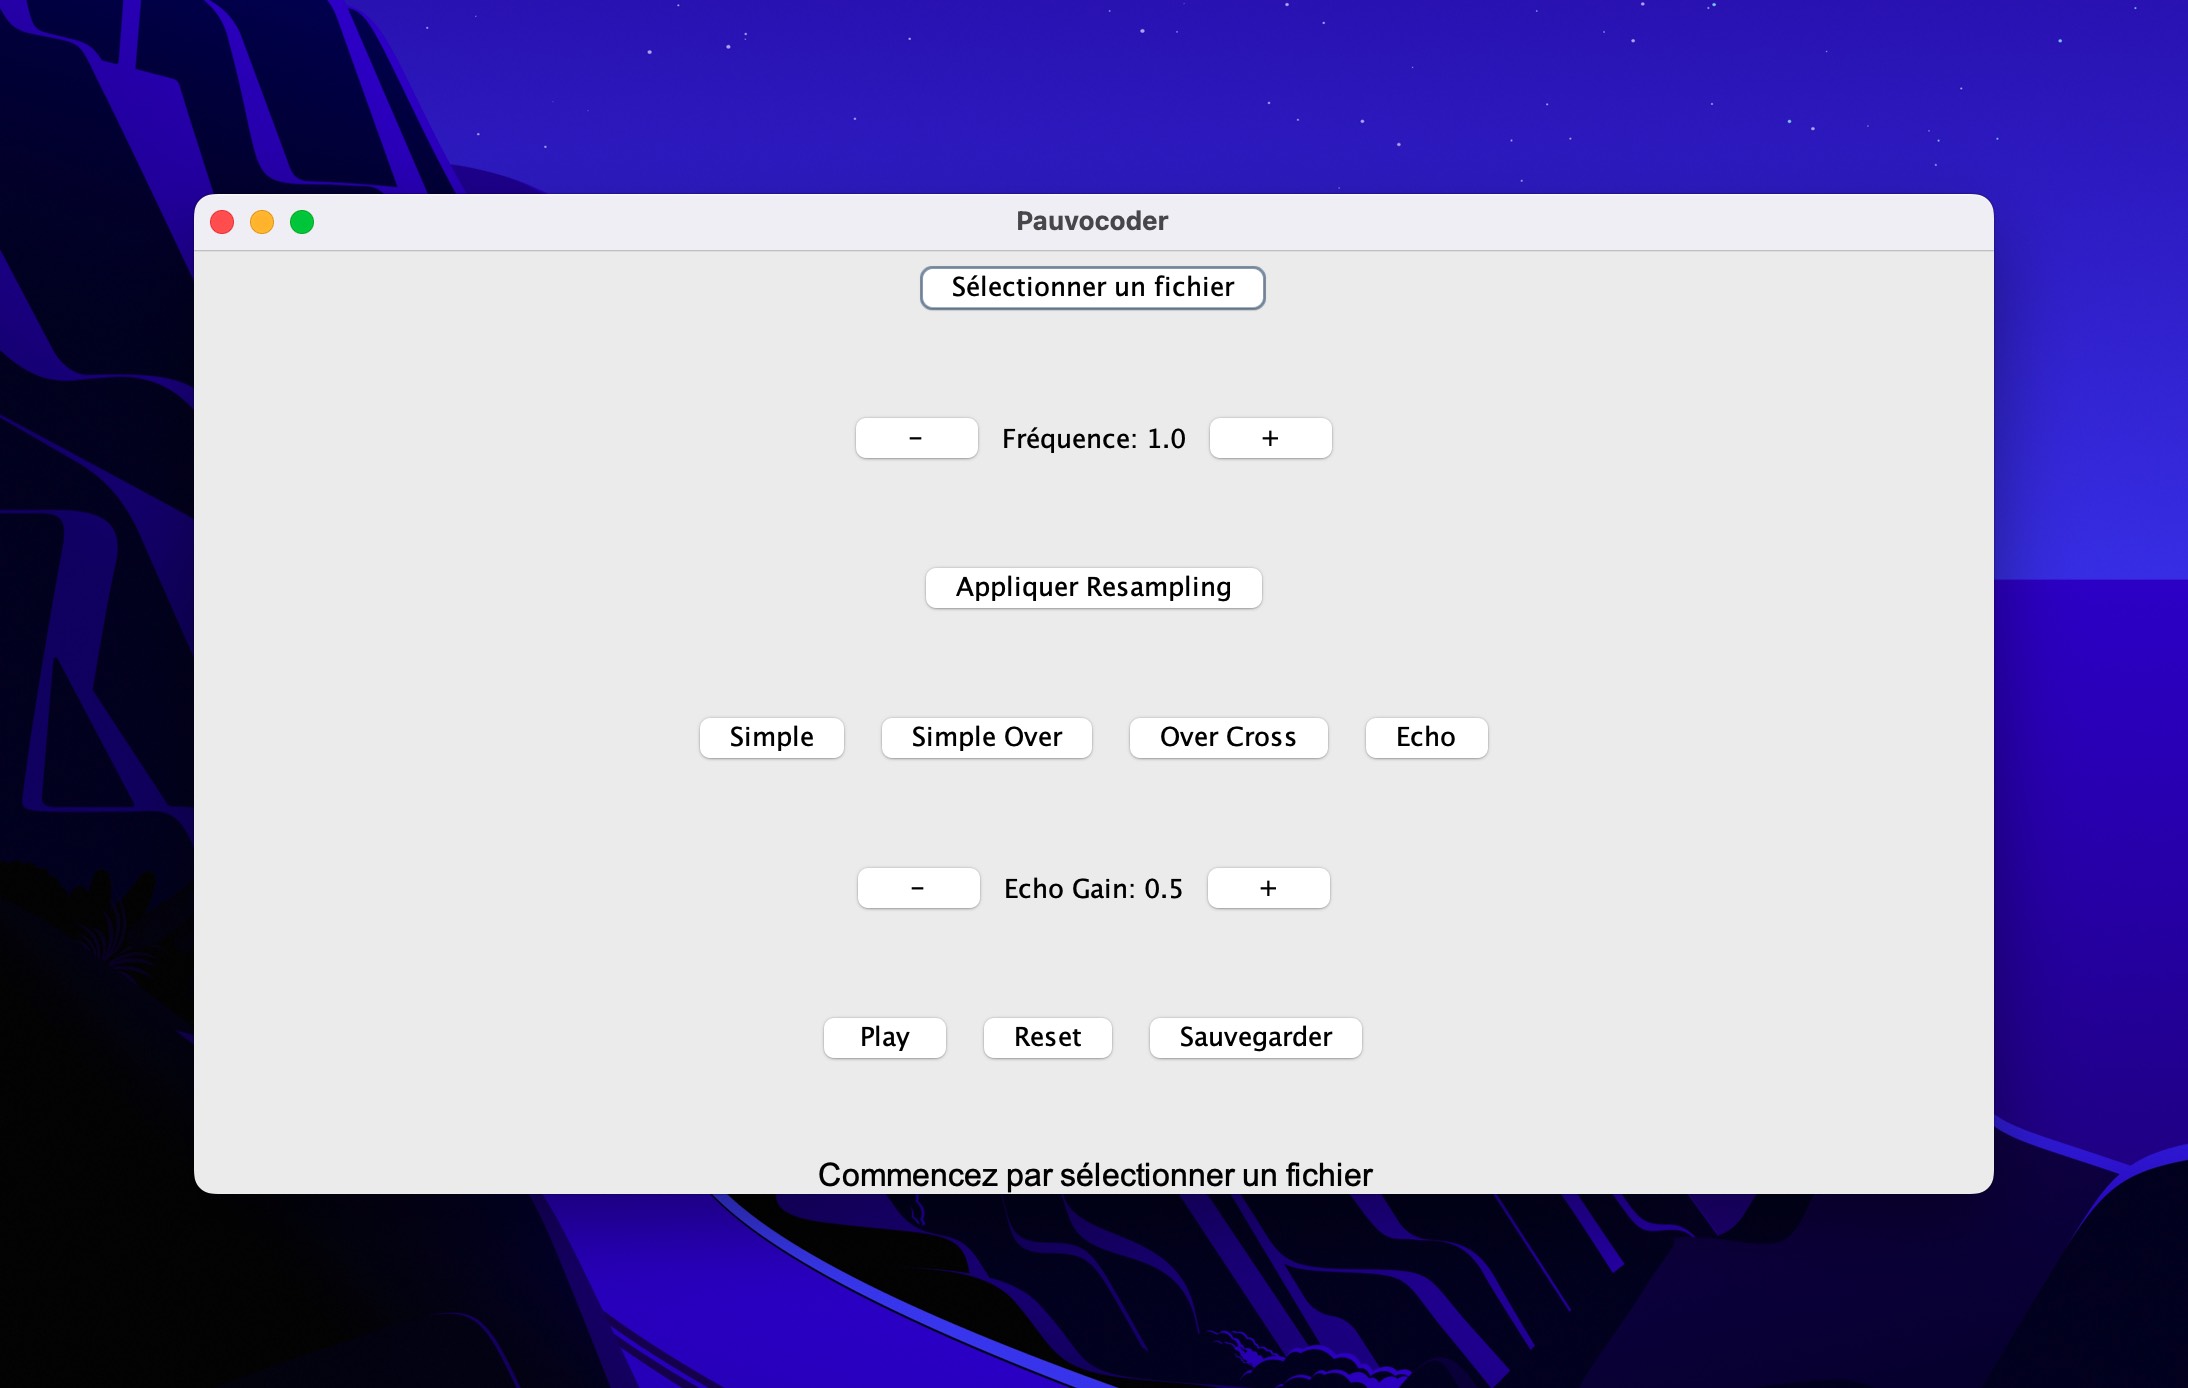 Pauvocoder
Sélectionner un fichier
- Fréquence: 1.0 +
Appliquer Resampling
Simple Simple Over Over Cross Echo
- Echo Gain: 0.5 +
Play Reset Sauvegarder
Commencez par sélectionner un fichier